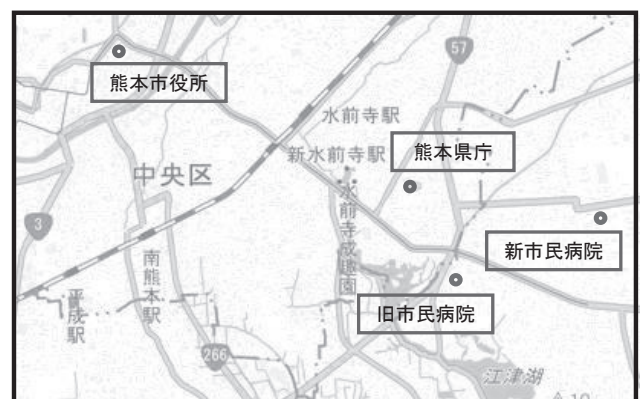 57
熊本市役所
水前寺駅
熊本県庁
新水前寺駅
中央区
水前寺成趣園
3
新市民病院
南熊本駅
平成駅
旧市民病院
266
江津湖